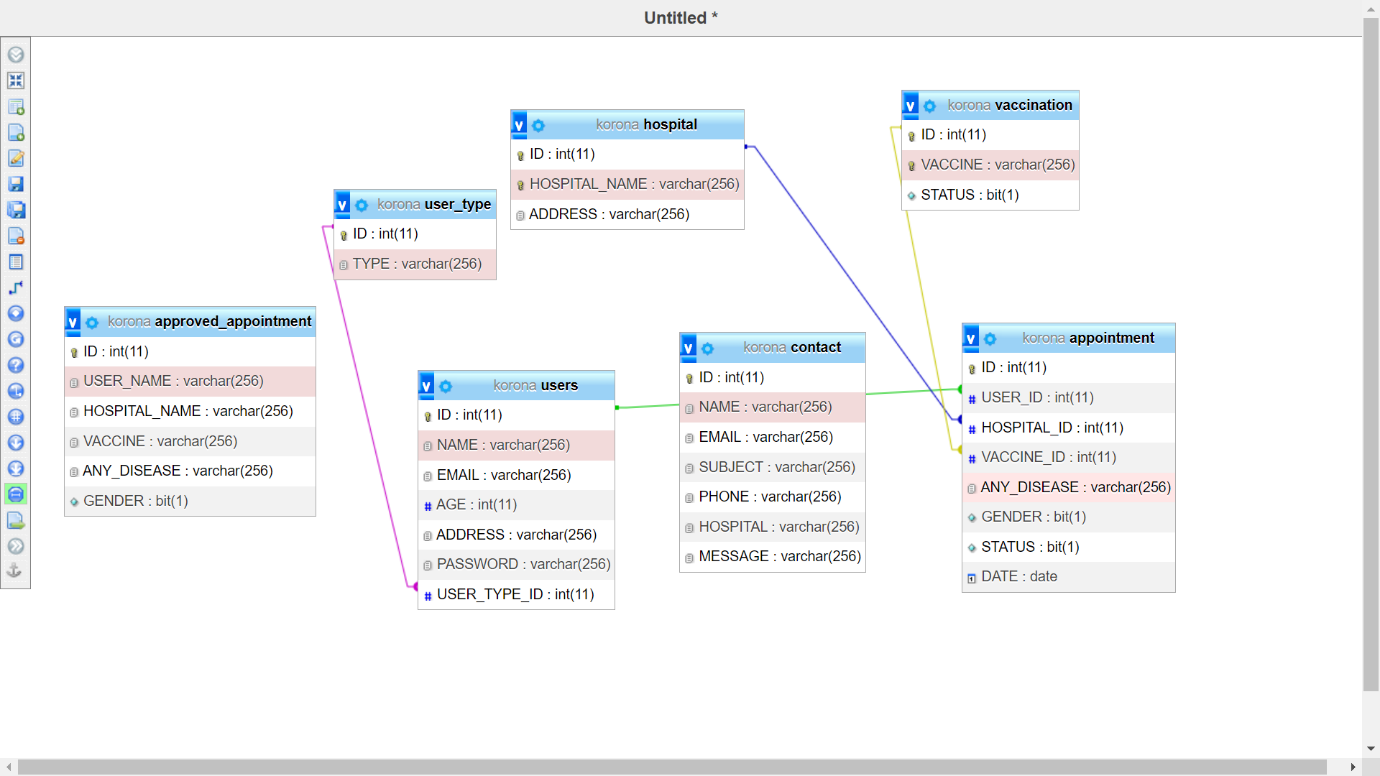 Untitled *
korona vaccination
ID : int(11)
VACCINE : varchar(256)
STATUS : bit(1)
korona hospital
ID : int(11)
HOSPITAL_NAME : varchar(256)
ADDRESS : varchar(256)
korona user_type
ID : int(11)
TYPE : varchar(256)
korona approved_appointment
ID : int(11)
USER_NAME : varchar(256)
HOSPITAL_NAME : varchar(256)
VACCINE : varchar(256)
ANY_DISEASE : varchar(256)
GENDER : bit(1)
korona users
ID : int(11)
NAME : varchar(256)
EMAIL : varchar(256)
AGE : int(11)
ADDRESS : varchar(256)
PASSWORD : varchar(256)
USER_TYPE_ID : int(11)
korona contact
ID : int(11)
NAME : varchar(256)
EMAIL : varchar(256)
SUBJECT : varchar(256)
PHONE : varchar(256)
HOSPITAL : varchar(256)
MESSAGE : varchar(256)
korona appointment
ID : int(11)
USER_ID : int(11)
HOSPITAL_ID : int(11)
VACCINE_ID : int(11)
ANY_DISEASE : varchar(256)
GENDER : bit(1)
STATUS : bit(1)
DATE : date